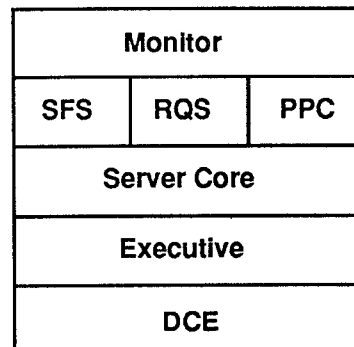 Monitor
SFS RQS PPC
Server Core
Executive
DCE